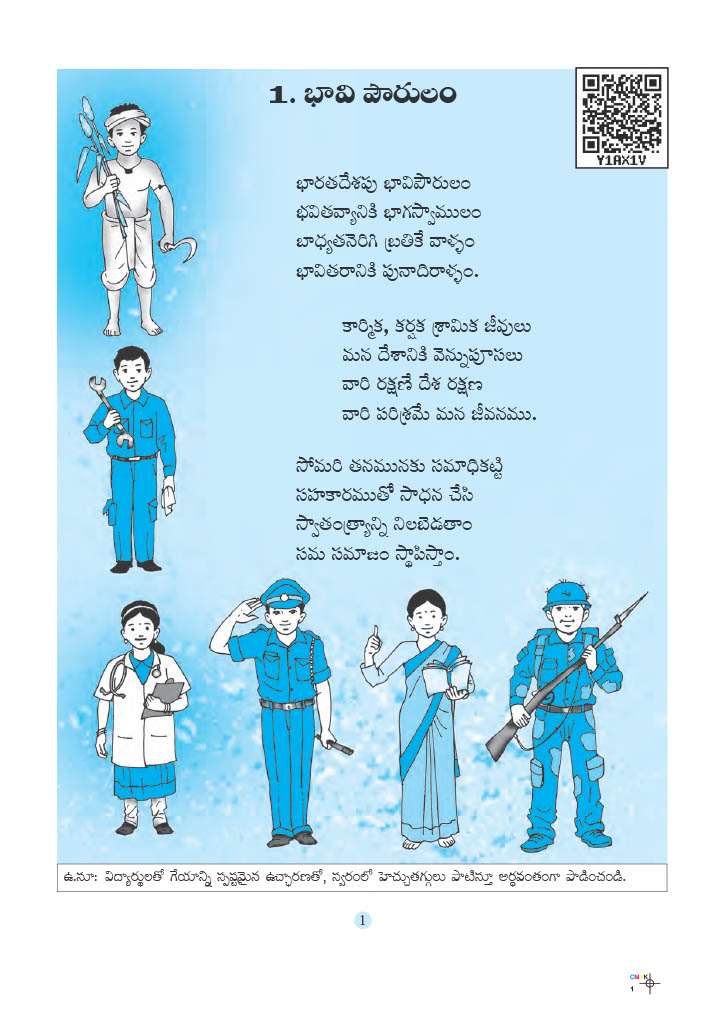 1. భావి పౌరులం
Y1AX1V
భారతదేశపు భావిపౌరులం
భవితవ్యానికి భాగస్వాములం
బాధ్యతనెరిగి బ్రతికే వాళ్ళం
భావితరానికి పునాదిరాళ్ళం.
కార్మిక, కర్షక శ్రామిక జీవులు
మన దేశానికి వెన్నుపూసలు
వారి రక్షణే దేశ రక్షణ
వారి పరిశ్రమే మన జీవనము.
సోమరి తనమునకు సమాధికట్టి
సహకారముతో సాధన చేసి
స్వాతంత్ర్యాన్ని నిలబెడతాం
సమ సమాజం స్థాపిస్తాం.
ఉ.సూ: విద్యార్థులతో గేయాన్ని స్పష్టమైన ఉచ్ఛారణతో, స్వరంలో హెచ్చుతగ్గులు పాటిస్తూ అర్థవంతంగా పాడించండి.
1
CMYK
1